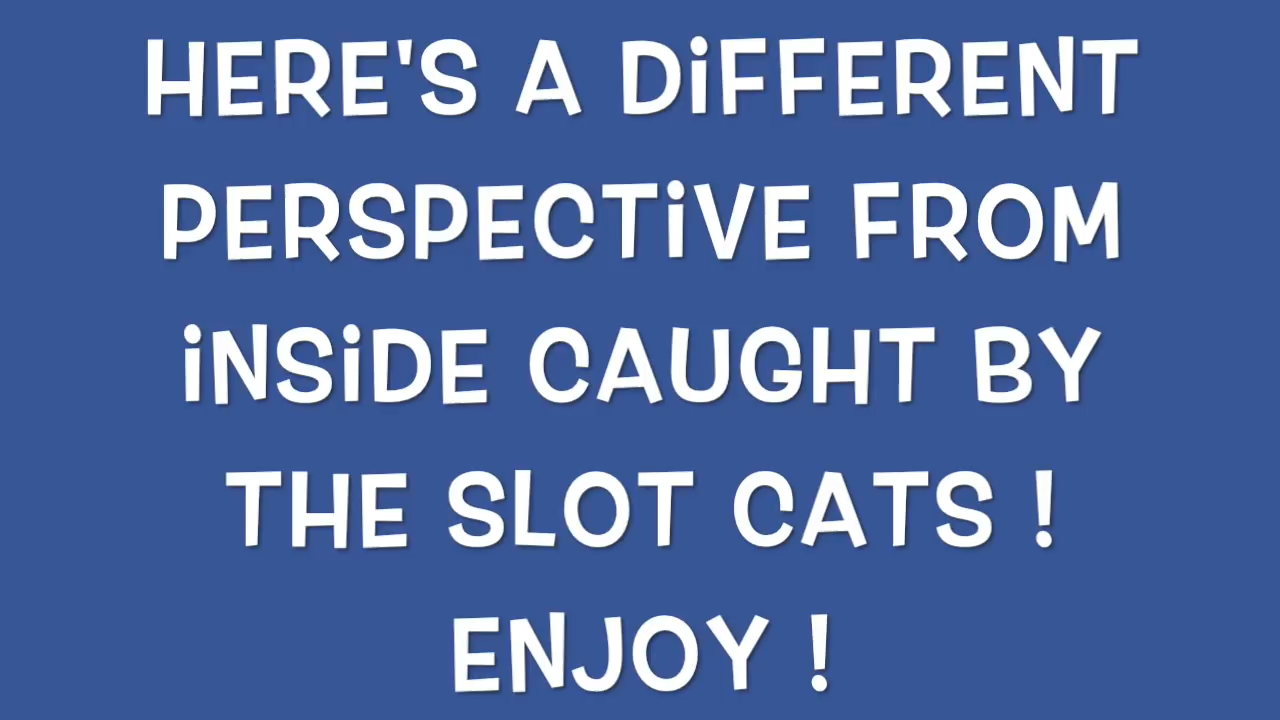 HERE'S A DiFFERENT
PERSPECTiVE FROM
iNSiDE CAUGHT BY
THE SLOT CATS !
ENJOY !